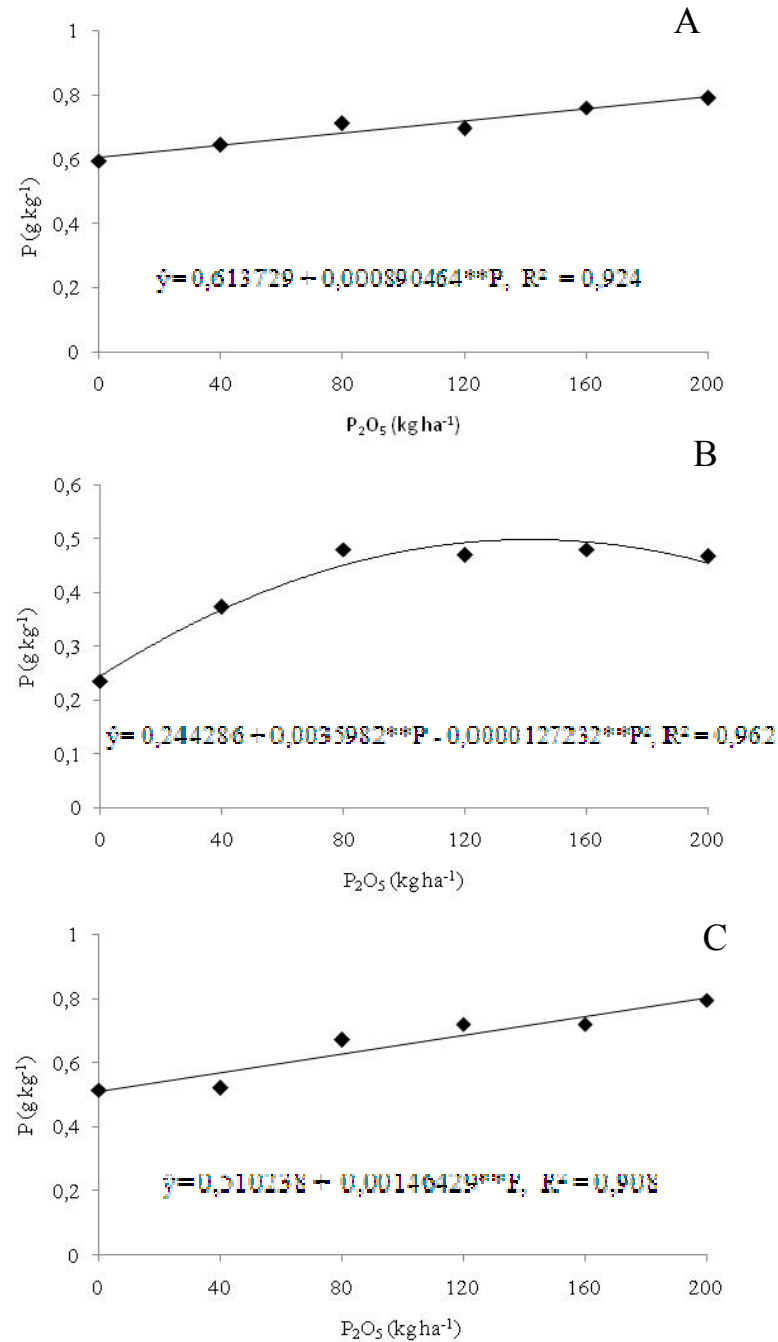 A
1
0,8
0,6
0,4
0,2
0
P (g kg⁻¹)
ŷ= 0,613729 + 0,000890464**P, R² = 0,924
0 40 80 120 160 200
P₂O₅ (kg ha⁻¹)
B
0,6
0,5
0,4
0,3
0,2
0,1
0
P (g kg⁻¹)
ŷ= 0,244286 + 0,0035982**P - 0,0000127232**P², R² = 0,962
0 40 80 120 160 200
P₂O₅ (kg ha⁻¹)
C
1
0,8
0,6
0,4
0,2
0
P (g kg⁻¹)
ŷ= 0,510238 + 0,00146429**P, R² = 0,908
0 40 80 120 160 200
P₂O₅ (kg ha⁻¹)